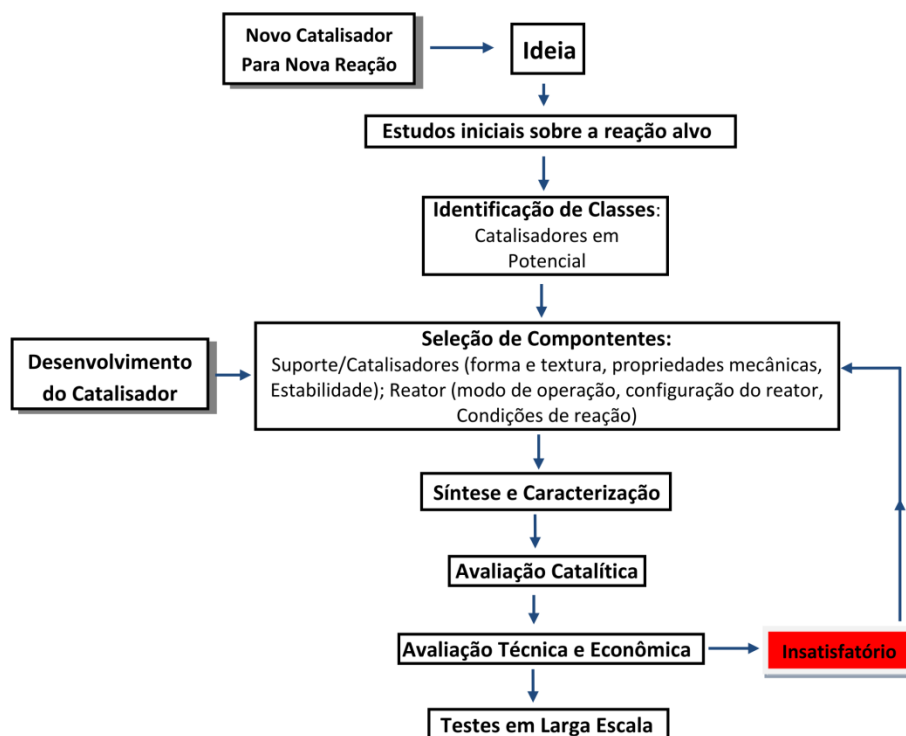 Novo Catalisador
Para Nova Reação
Ideia
Estudos iniciais sobre a reação alvo
Identificação de Classes:
Catalisadores em
Potencial
Desenvolvimento
do Catalisador
Seleção de Compontentes:
Suporte/Catalisadores (forma e textura, propriedades mecânicas,
Estabilidade); Reator (modo de operação, configuração do reator,
Condições de reação)
Síntese e Caracterização
Avaliação Catalítica
Avaliação Técnica e Econômica
Insatisfatório
Testes em Larga Escala